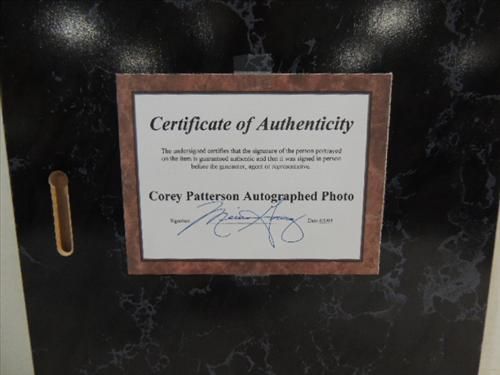 Certificate of Authenticity
The undersigned certifies that the signature of the person portrayed
on the item is guaranteed authentic and that it was signed in person
before the guarantor, agent or representative.
Corey Patterson Autographed Photo
Signature Date